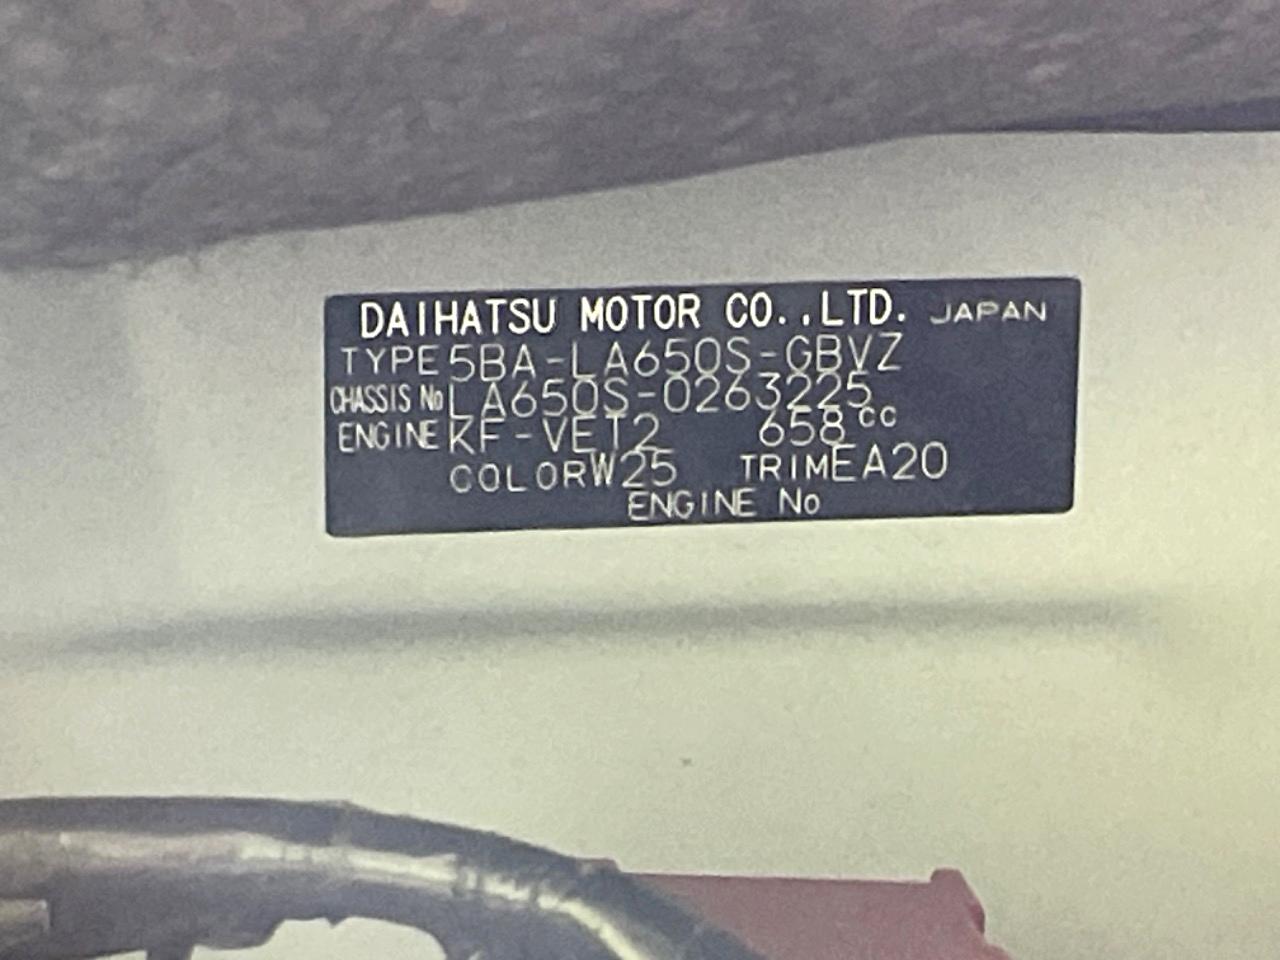 DAIHATSU MOTOR CO.,LTD. JAPAN
TYPE 5BA-LA650S-GBVZ
CHASSIS No LA650S-0263225
ENGINE KF-VET2 658cc
COLOR W25 TRIM EA20
ENGINE No